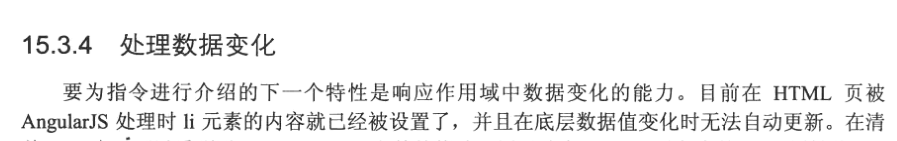 15.3.4 处理数据变化
要为指令进行介绍的下一个特性是响应作用域中数据变化的能力。目前在 HTML 页被
AngularJS 处理时 li 元素的内容就已经被设置了，并且在底层数据值变化时无法自动更新。在清